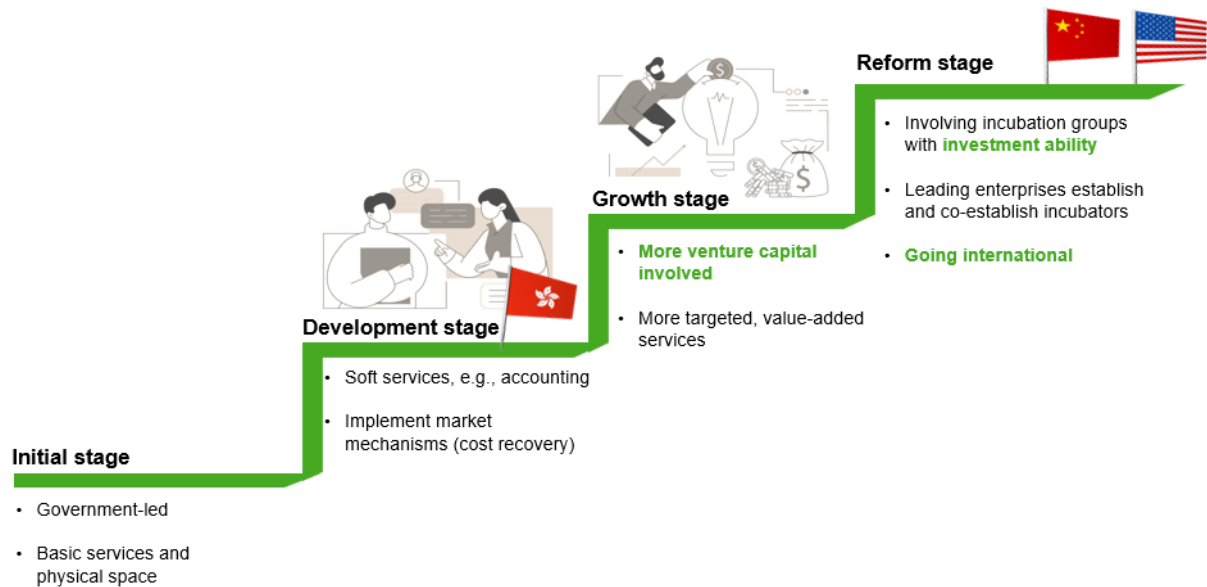 Reform stage
• Involving incubation groups
with investment ability
• Leading enterprises establish
and co-establish incubators
• Going international
Growth stage
• More venture capital
involved
• More targeted, value-added
services
Development stage
• Soft services, e.g., accounting
• Implement market
mechanisms (cost recovery)
Initial stage
• Government-led
• Basic services and
physical space
$
$